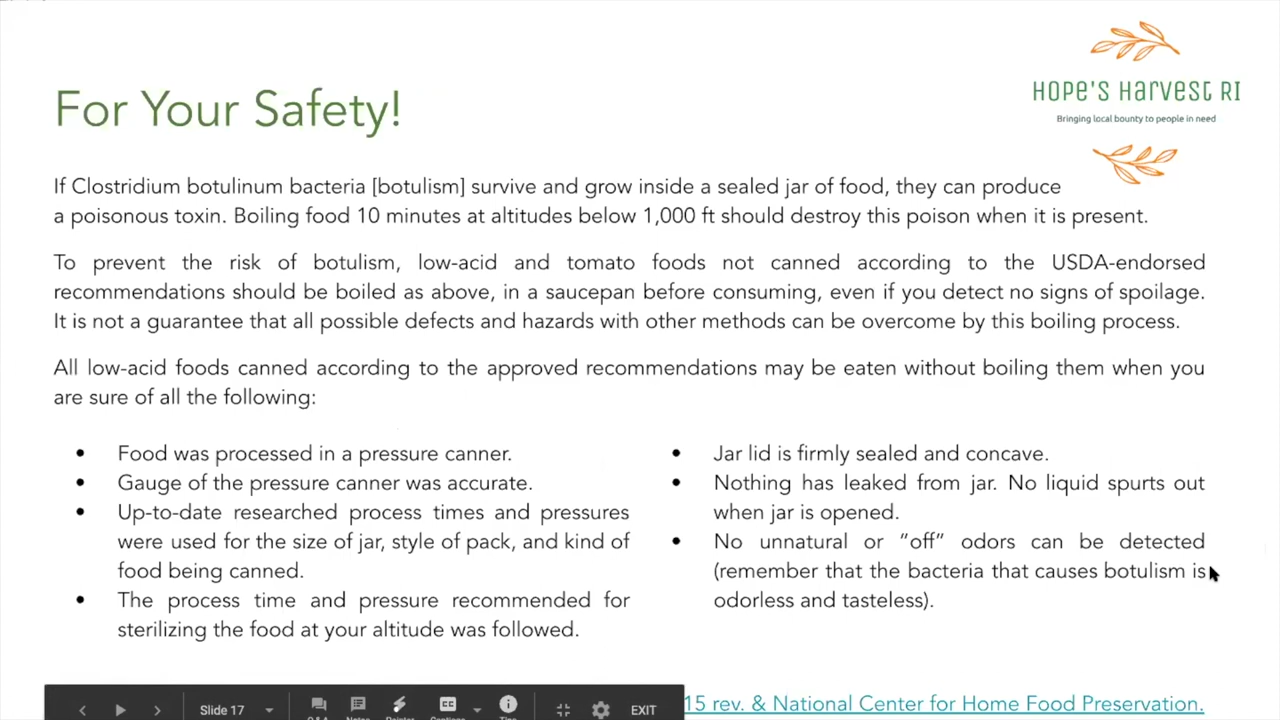 HOPE'S HARVEST RI
Bringing local bounty to people in need
For Your Safety!
If Clostridium botulinum bacteria [botulism] survive and grow inside a sealed jar of food, they can produce
a poisonous toxin. Boiling food 10 minutes at altitudes below 1,000 ft should destroy this poison when it is present.
To prevent the risk of botulism, low-acid and tomato foods not canned according to the USDA-endorsed
recommendations should be boiled as above, in a saucepan before consuming, even if you detect no signs of spoilage.
It is not a guarantee that all possible defects and hazards with other methods can be overcome by this boiling process.
All low-acid foods canned according to the approved recommendations may be eaten without boiling them when you
are sure of all the following:
• Food was processed in a pressure canner.
• Gauge of the pressure canner was accurate.
• Up-to-date researched process times and pressures
were used for the size of jar, style of pack, and kind of
food being canned.
• The process time and pressure recommended for
sterilizing the food at your altitude was followed.
• Jar lid is firmly sealed and concave.
• Nothing has leaked from jar. No liquid spurts out
when jar is opened.
• No unnatural or “off” odors can be detected
(remember that the bacteria that causes botulism is
odorless and tasteless).
15 rev. & National Center for Home Food Preservation.
Slide 17
CC
EXIT